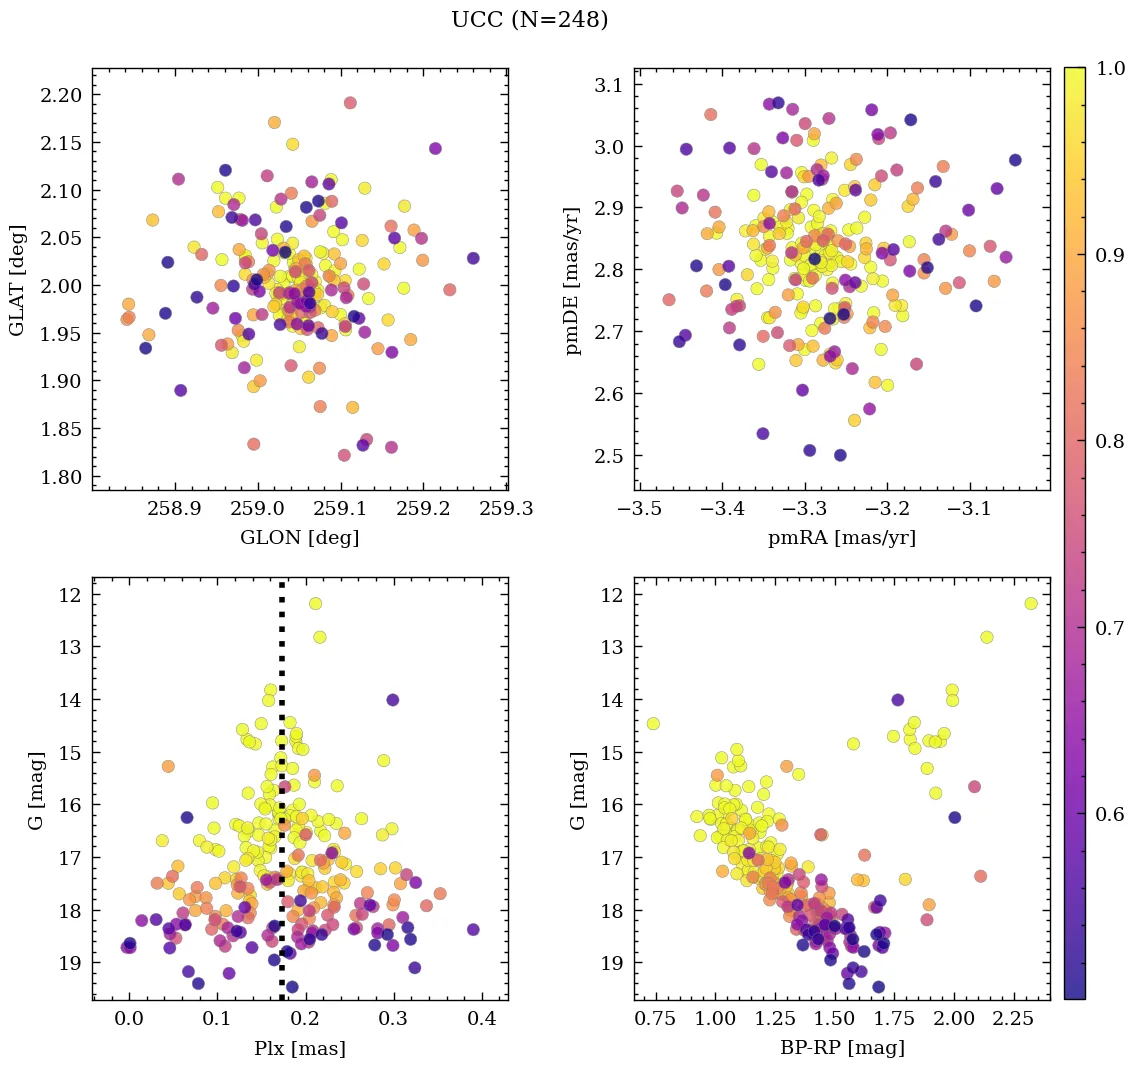 UCC (N=248)
2.20
2.15
2.10
2.05
2.00
1.95
1.90
1.85
1.80
GLAT [deg]
258.9 259.0 259.1 259.2 259.3
GLON [deg]
3.1
3.0
2.9
2.8
2.7
2.6
2.5
pmDE [mas/yr]
−3.5 −3.4 −3.3 −3.2 −3.1
pmRA [mas/yr]
1.0
0.9
0.8
0.7
0.6
12
13
14
15
16
17
18
19
G [mag]
0.0 0.1 0.2 0.3 0.4
Plx [mas]
12
13
14
15
16
17
18
19
G [mag]
0.75 1.00 1.25 1.50 1.75 2.00 2.25
BP-RP [mag]